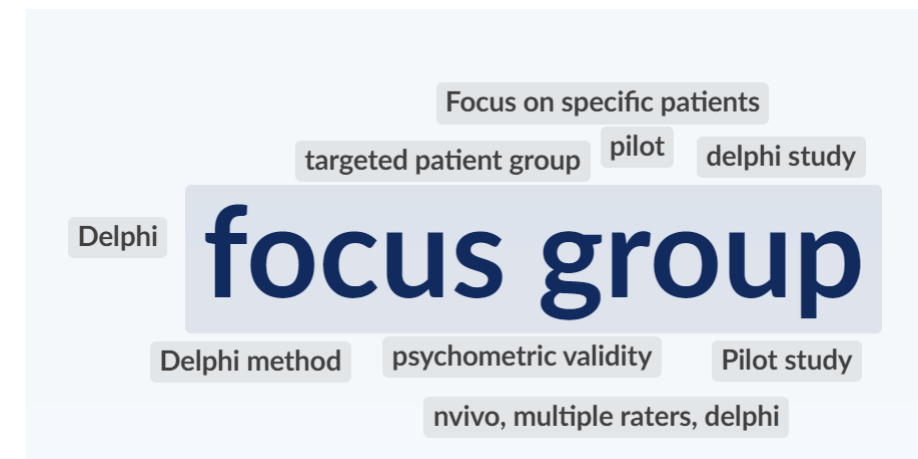 Focus on specific patients
pilot
targeted patient group
delphi study
Delphi
focus group
Delphi method
psychometric validity
Pilot study
nvivo, multiple raters, delphi